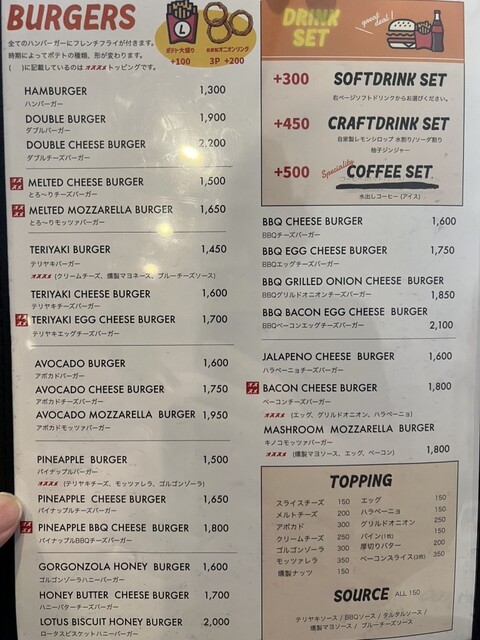 BURGERS
全てのハンバーガーにフレンチフライが付きます。
時期によってポテトの種類、形が変わります。
( )に記載しているのは オススメ トッピングです。
L
ポテト大盛り
+100
自家製オニオンリング
3P +200
HAMBURGER 1,300
ハンバーガー
DOUBLE BURGER 1,900
ダブルバーガー
DOUBLE CHEESE BURGER 2,200
ダブルチーズバーガー
MELTED CHEESE BURGER 1,500
とろ〜りチーズバーガー
MELTED MOZZARELLA BURGER 1,650
とろ〜りモッツァバーガー
TERIYAKI BURGER 1,450
テリヤキバーガー
オススメ (クリームチーズ、燻製マヨネーズ、ブルーチーズソース)
TERIYAKI CHEESE BURGER 1,600
テリヤキチーズバーガー
TERIYAKI EGG CHEESE BURGER 1,700
テリヤキエッグチーズバーガー
AVOCADO BURGER 1,600
アボカドバーガー
AVOCADO CHEESE BURGER 1,750
アボカドチーズバーガー
AVOCADO MOZZARELLA BURGER 1,950
アボカドモッツァバーガー
PINEAPPLE BURGER 1,500
パイナップルバーガー
オススメ (テリヤキチーズ、モッツァレラ、ゴルゴンゾーラ)
PINEAPPLE CHEESE BURGER 1,650
パイナップルチーズバーガー
PINEAPPLE BBQ CHEESE BURGER 1,800
パイナップルBBQチーズバーガー
GORGONZOLA HONEY BURGER 1,600
ゴルゴンゾーラハニーバーガー
HONEY BUTTER CHEESE BURGER 1,700
ハニーバターチーズバーガー
LOTUS BISCUIT HONEY BURGER 2,000
ロータスビスケットハニーバーガー
DRINK
SET
good deal!
+300 SOFTDRINK SET
右ページソフトドリンクからお選びください。
+450 CRAFTDRINK SET
自家製レモンシロップ 水割り/ソーダ割り
柚子ジンジャー
+500 Speciality COFFEE SET
水出しコーヒー(アイス)
BBQ CHEESE BURGER 1,600
BBQチーズバーガー
BBQ EGG CHEESE BURGER 1,750
BBQエッグチーズバーガー
BBQ GRILLED ONION CHEESE BURGER
BBQグリルドオニオンチーズバーガー 1,850
BBQ BACON EGG CHEESE BURGER
BBQベーコンエッグチーズバーガー 2,100
JALAPENO CHEESE BURGER 1,600
ハラペーニョチーズバーガー
BACON CHEESE BURGER 1,800
ベーコンチーズバーガー
オススメ (エッグ、グリルドオニオン、ハラペーニョ)
MASHROOM MOZZARELLA BURGER
キノコモッツァバーガー
オススメ (燻製マヨソース、エッグ、ベーコン) 1,800
TOPPING
スライスチーズ 150 エッグ 150
メルトチーズ 200 ハラペーニョ 150
アボカド 300 グリルドオニオン 250
クリームチーズ 250 パイン(1枚) 150
ゴルゴンゾーラ 300 厚切りバター 200
モッツァレラ 350 ベーコンスライス(3枚) 350
燻製ナッツ 150
SOURCE ALL 150
テリヤキソース / BBQソース / タルタルソース /
燻製マヨソース / ブルーチーズソース